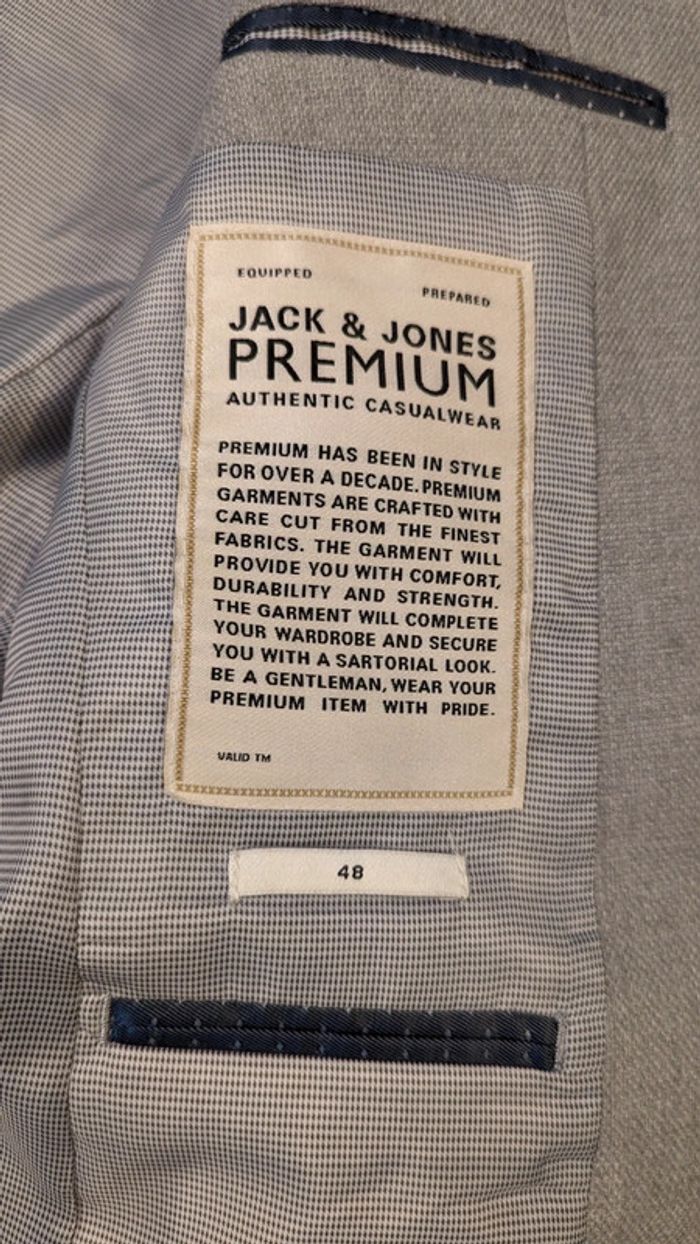 EQUIPPED
PREPARED
JACK & JONES
PREMIUM
AUTHENTIC CASUALWEAR
PREMIUM HAS BEEN IN STYLE
FOR OVER A DECADE. PREMIUM
GARMENTS ARE CRAFTED WITH
CARE CUT FROM THE FINEST
FABRICS. THE GARMENT WILL
PROVIDE YOU WITH COMFORT,
DURABILITY AND STRENGTH.
THE GARMENT WILL COMPLETE
YOUR WARDROBE AND SECURE
YOU WITH A SARTORIAL LOOK.
BE A GENTLEMAN, WEAR YOUR
PREMIUM ITEM WITH PRIDE.
VALID TM
48